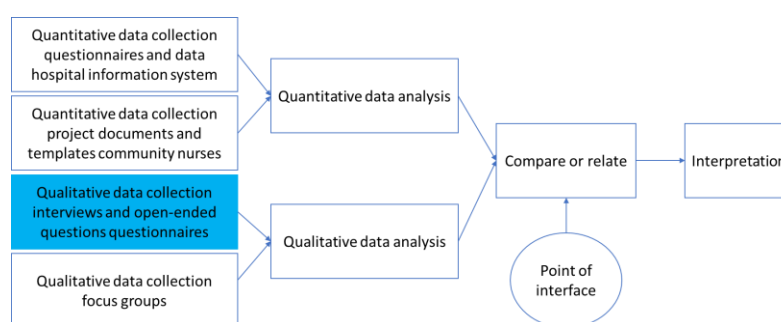 Quantitative data collection
questionnaires and data
hospital information system
Quantitative data collection
project documents and
templates community nurses
Qualitative data collection
interviews and open-ended
questions questionnaires
Qualitative data collection
focus groups
Quantitative data analysis
Qualitative data analysis
Compare or relate
Point of
interface
Interpretation